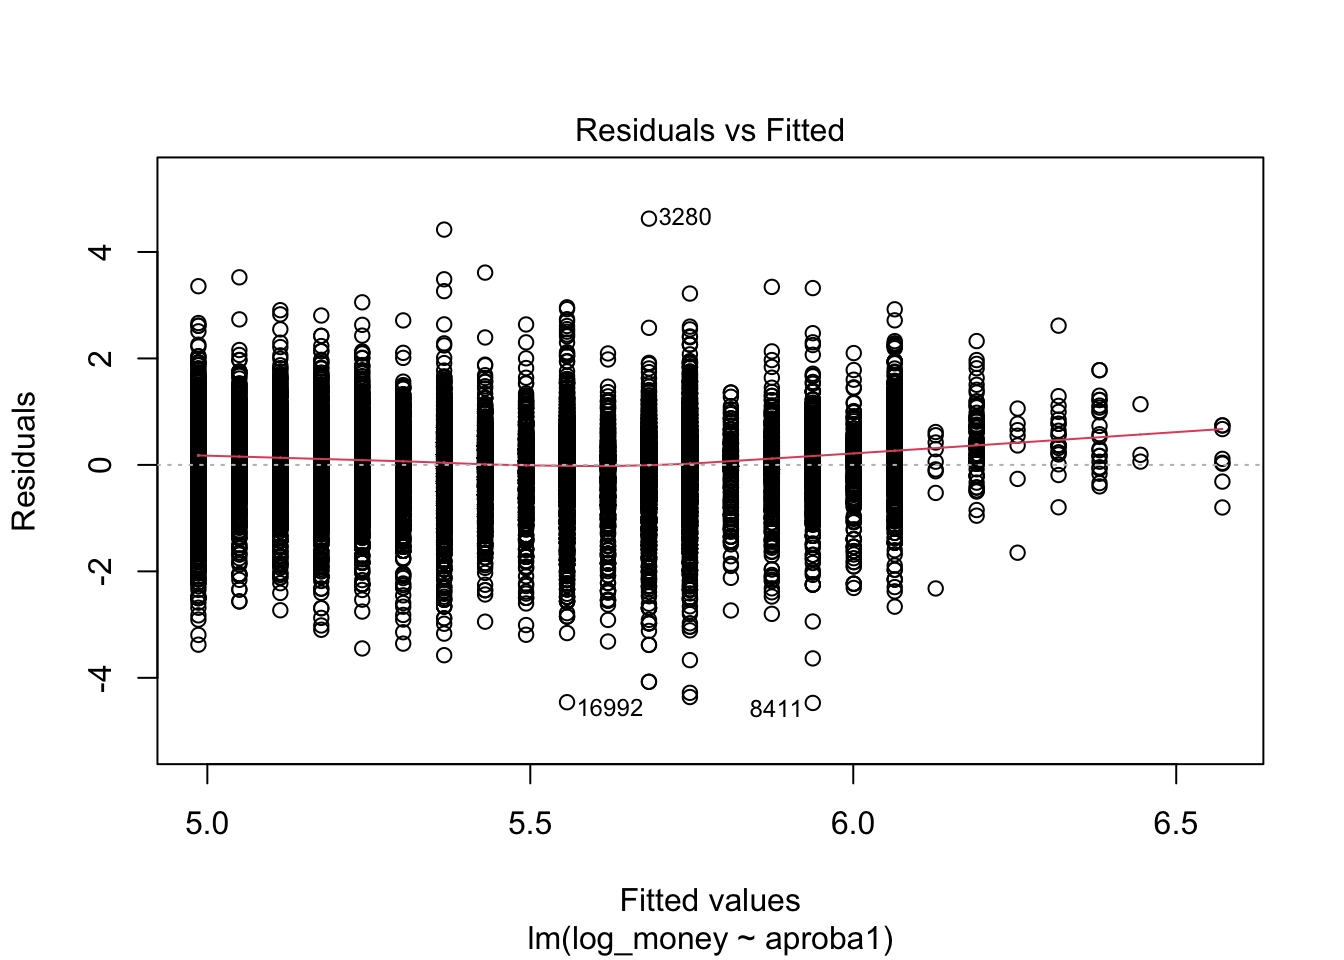 Residuals vs Fitted
Residuals
4
2
0
-2
-4
3280
16992
8411
5.0 5.5 6.0 6.5
Fitted values
lm(log_money ~ aproba1)